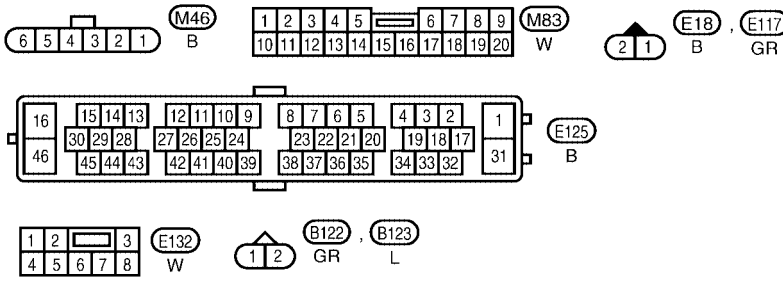 6 5 4 3 2 1 M46 B
1 2 3 4 5 6 7 8 9 M83
10 11 12 13 14 15 16 17 18 19 20 W
2 1 E18 , E117
B GR
16 15 14 13 12 11 10 9 8 7 6 5 4 3 2 1
30 29 28 27 26 25 24 23 22 21 20 19 18 17 E125
46 45 44 43 42 41 40 39 38 37 36 35 34 33 32 31 B
1 2 3 E132
4 5 6 7 8 W
1 2 B122 , B123
GR L